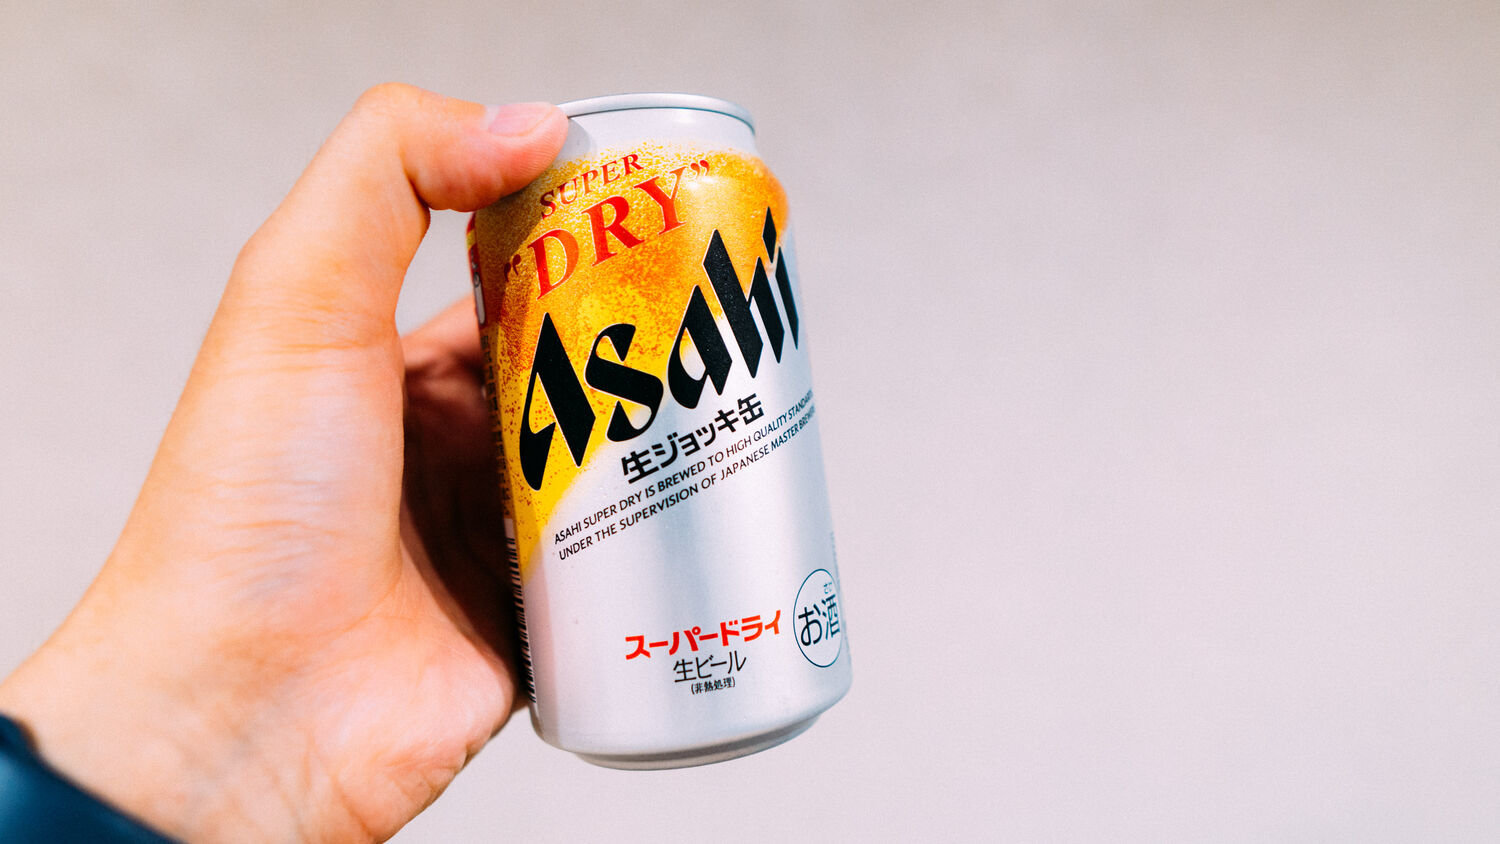 SUPER
"DRY"
Asahi
生ジョッキ缶
ASAHI SUPER DRY IS BREWED TO HIGH QUALITY STANDARDS
UNDER THE SUPERVISION OF JAPANESE MASTER BREWERS
スーパードライ
生ビール
(非熱処理)
さけ
お酒